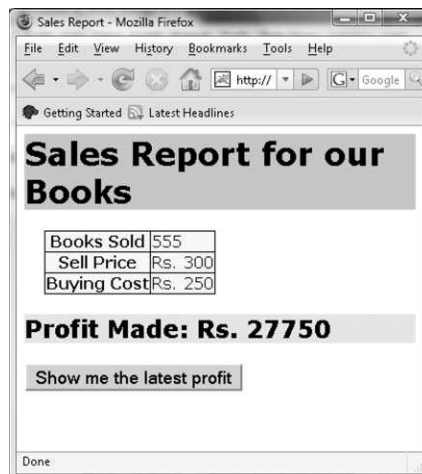 Sales Report - Mozilla Firefox
File Edit View History Bookmarks Tools Help
http:// G Google
Getting Started Latest Headlines
Sales Report for our
Books
Books Sold 555
Sell Price Rs. 300
Buying Cost Rs. 250
Profit Made: Rs. 27750
Show me the latest profit
Done